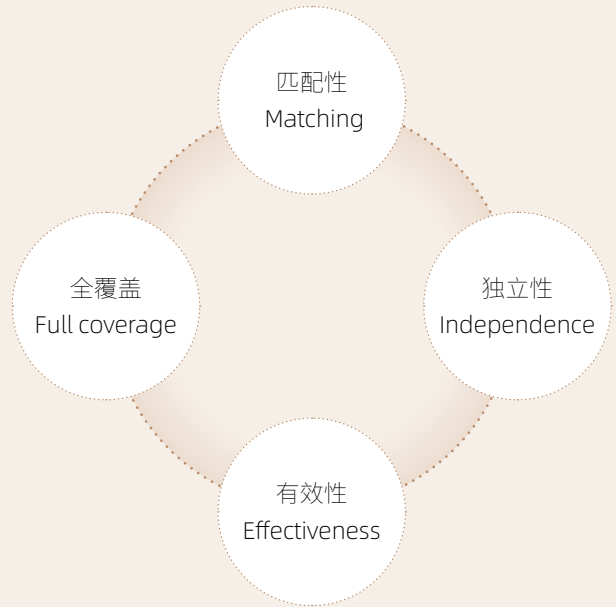 匹配性
Matching
全覆盖
Full coverage
独立性
Independence
有效性
Effectiveness